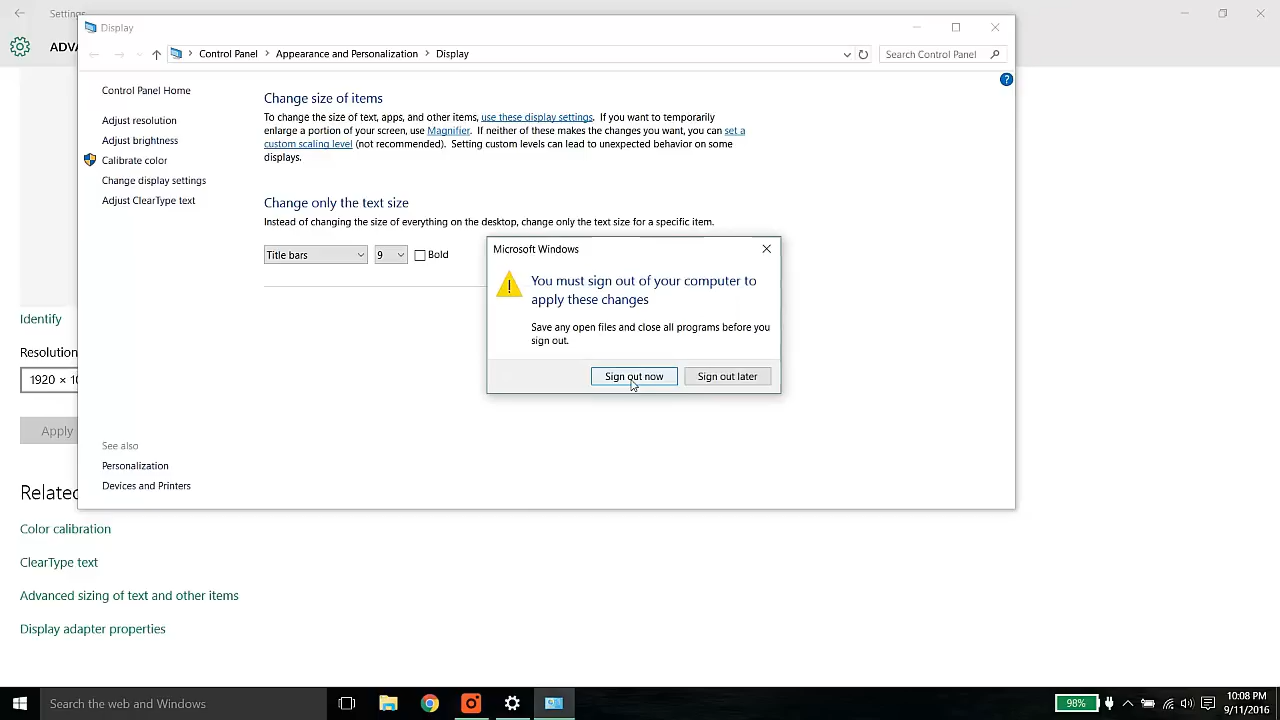 Settings
ADVA
Display
Control Panel > Appearance and Personalization > Display
Search Control Panel
Control Panel Home
Adjust resolution
Adjust brightness
Calibrate color
Change display settings
Adjust ClearType text
Change size of items
To change the size of text, apps, and other items, use these display settings. If you want to temporarily
enlarge a portion of your screen, use Magnifier. If neither of these makes the changes you want, you can set a
custom scaling level (not recommended). Setting custom levels can lead to unexpected behavior on some
displays.
Change only the text size
Instead of changing the size of everything on the desktop, change only the text size for a specific item.
Title bars 9 Bold
Microsoft Windows
You must sign out of your computer to
apply these changes
Save any open files and close all programs before you
sign out.
Sign out now Sign out later
See also
Personalization
Devices and Printers
Identify
Resolution
1920 × 10
Apply
Related
Color calibration
ClearType text
Advanced sizing of text and other items
Display adapter properties
Search the web and Windows
98%
10:08 PM
9/11/2016